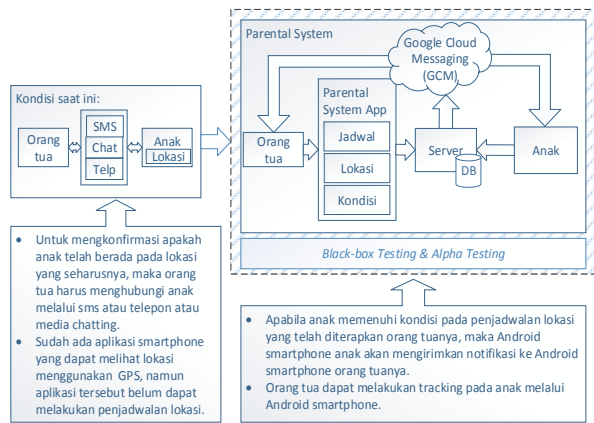 Kondisi saat ini:
Orang
tua
SMS
Chat
Telp
Anak
Lokasi
Parental System
Google Cloud
Messaging
(GCM)
Orang
tua
Parental
System App
Jadwal
Lokasi
Kondisi
Server
DB
Anak
Black-box Testing & Alpha Testing
• Untuk mengkonfirmasi apakah
anak telah berada pada lokasi
yang seharusnya, maka orang
tua harus menghubungi anak
melalui sms atau telepon atau
media chatting.
• Sudah ada aplikasi smartphone
yang dapat melihat lokasi
menggunakan GPS, namun
aplikasi tersebut belum dapat
melakukan penjadwalan lokasi.
• Apabila anak memenuhi kondisi pada penjadwalan lokasi
yang telah diterapkan orang tuanya, maka Android
smartphone anak akan mengirimkan notifikasi ke Android
smartphone orang tuanya.
• Orang tua dapat melakukan tracking pada anak melalui
Android smartphone.